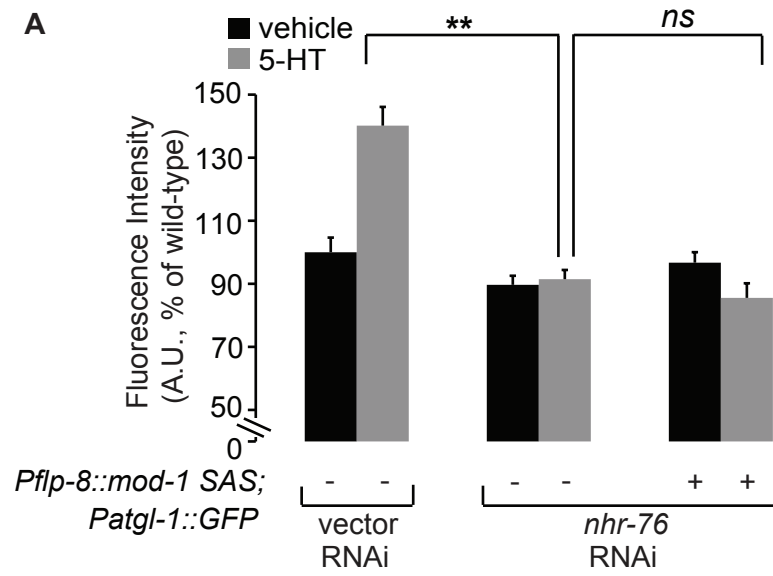 A
vehicle
5-HT
**
ns
Fluorescence Intensity
(A.U., % of wild-type)
150
130
110
90
70
50
0
Pflp-8::mod-1 SAS;
Patgl-1::GFP
- - - - + +
vector
RNAi
nhr-76
RNAi